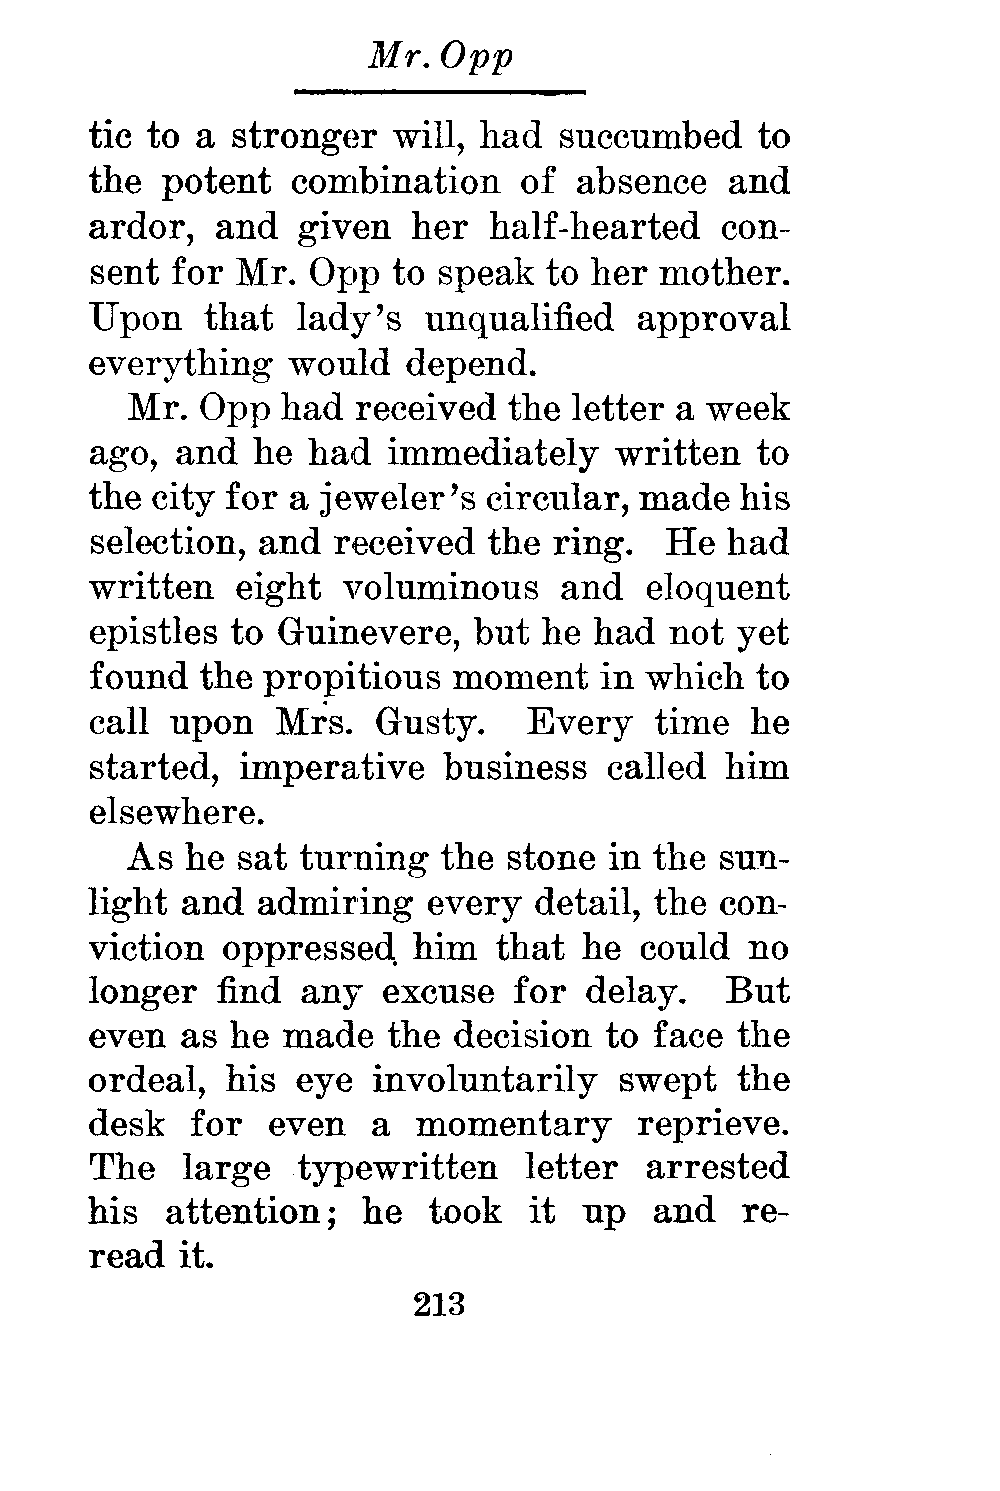 Mr. Opp
tic to a stronger will, had succumbed to
the potent combination of absence and
ardor, and given her half-hearted con-
sent for Mr. Opp to speak to her mother.
Upon that lady's unqualified approval
everything would depend.
Mr. Opp had received the letter a week
ago, and he had immediately written to
the city for a jeweler's circular, made his
selection, and received the ring. He had
written eight voluminous and eloquent
epistles to Guinevere, but he had not yet
found the propitious moment in which to
call upon Mrs. Gusty. Every time he
started, imperative business called him
elsewhere.
As he sat turning the stone in the sun-
light and admiring every detail, the con-
viction oppressed him that he could no
longer find any excuse for delay. But
even as he made the decision to face the
ordeal, his eye involuntarily swept the
desk for even a momentary reprieve.
The large typewritten letter arrested
his attention; he took it up and re-
read it.
213